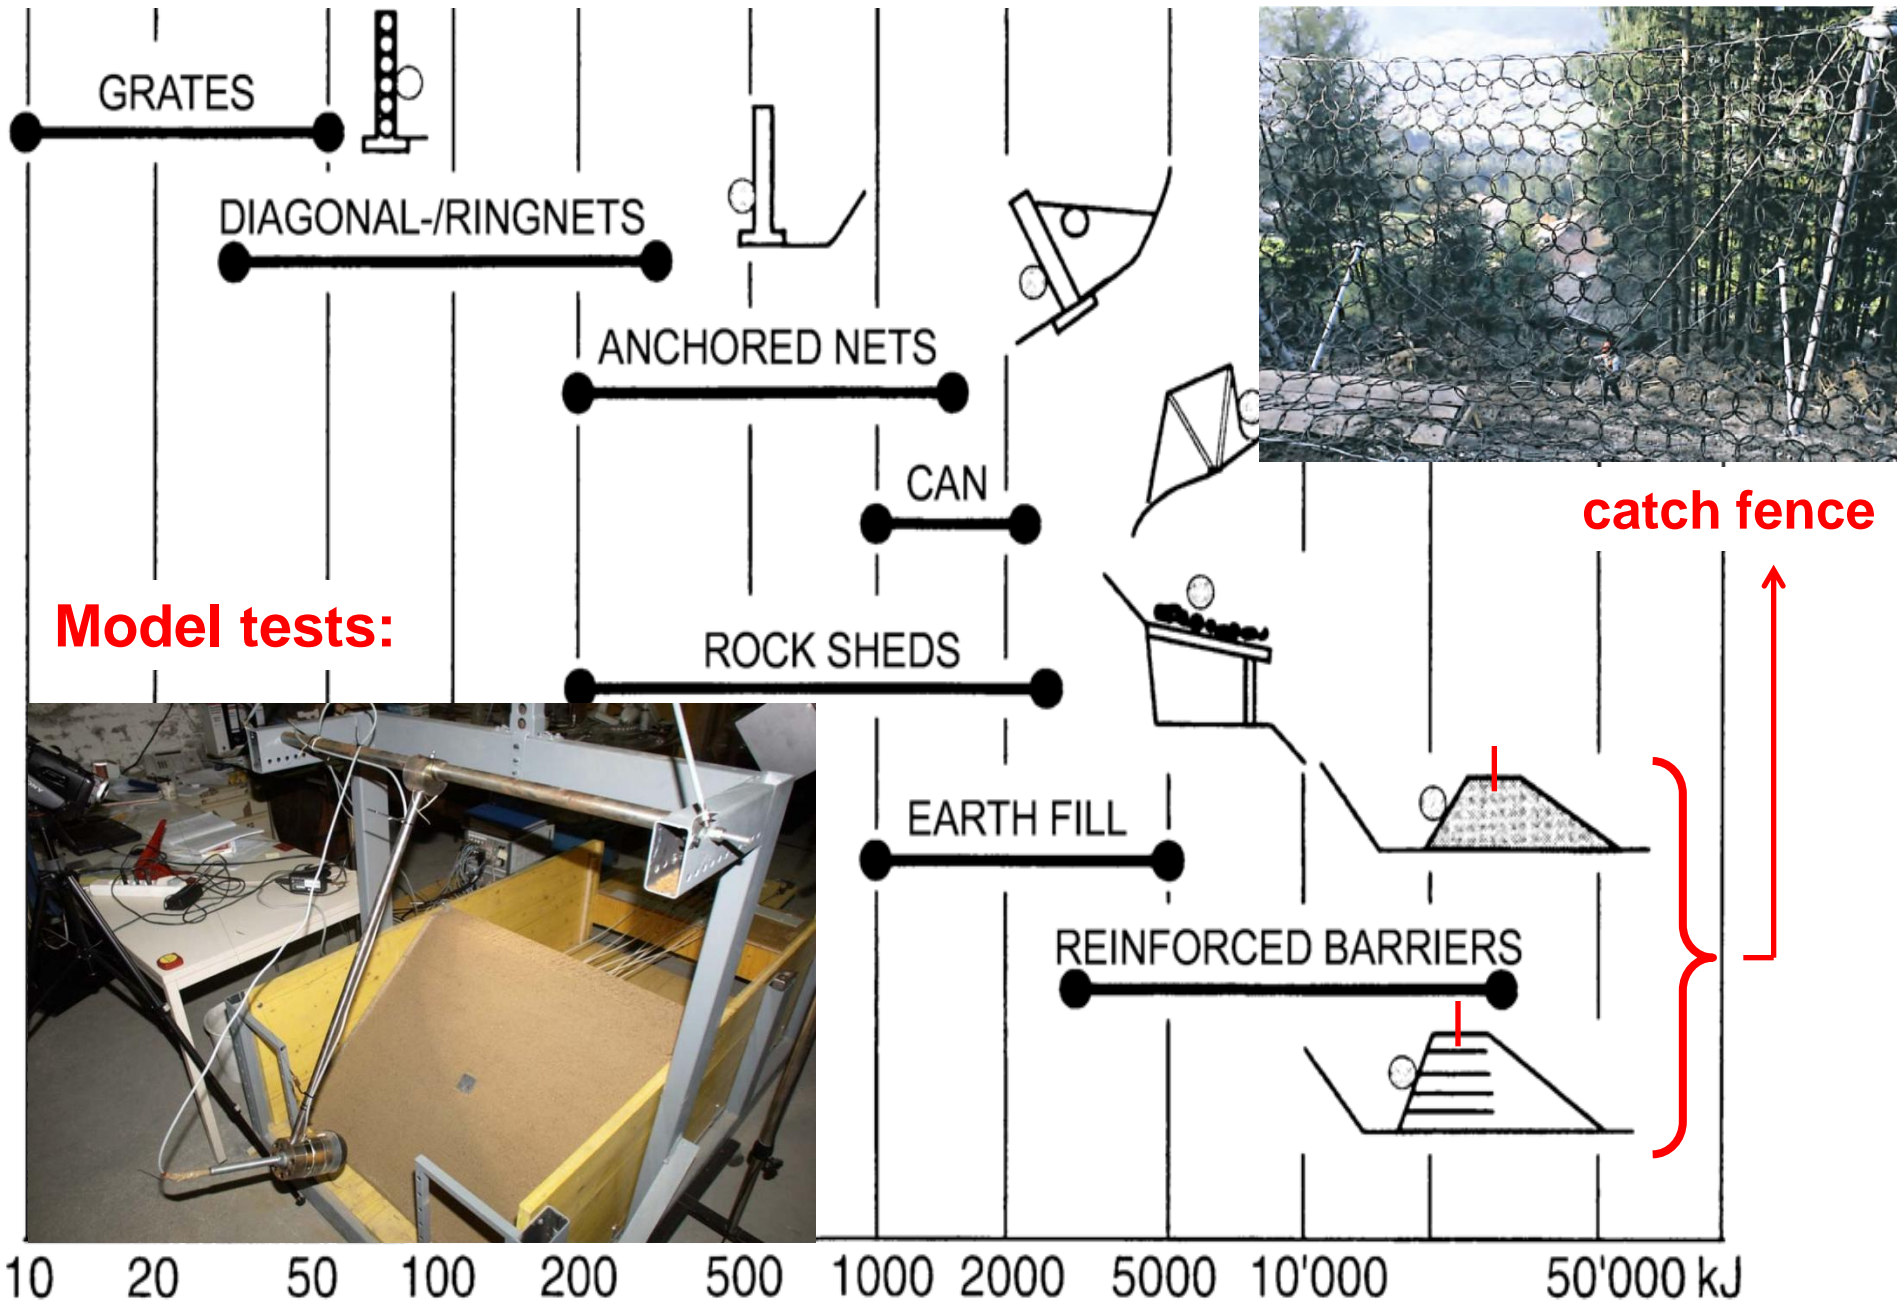 GRATES
DIAGONAL-/RINGNETS
ANCHORED NETS
CAN
catch fence
Model tests:
ROCK SHEDS
EARTH FILL
REINFORCED BARRIERS
10 20 50 100 200 500 1000 2000 5000 10'000 50'000 kJ